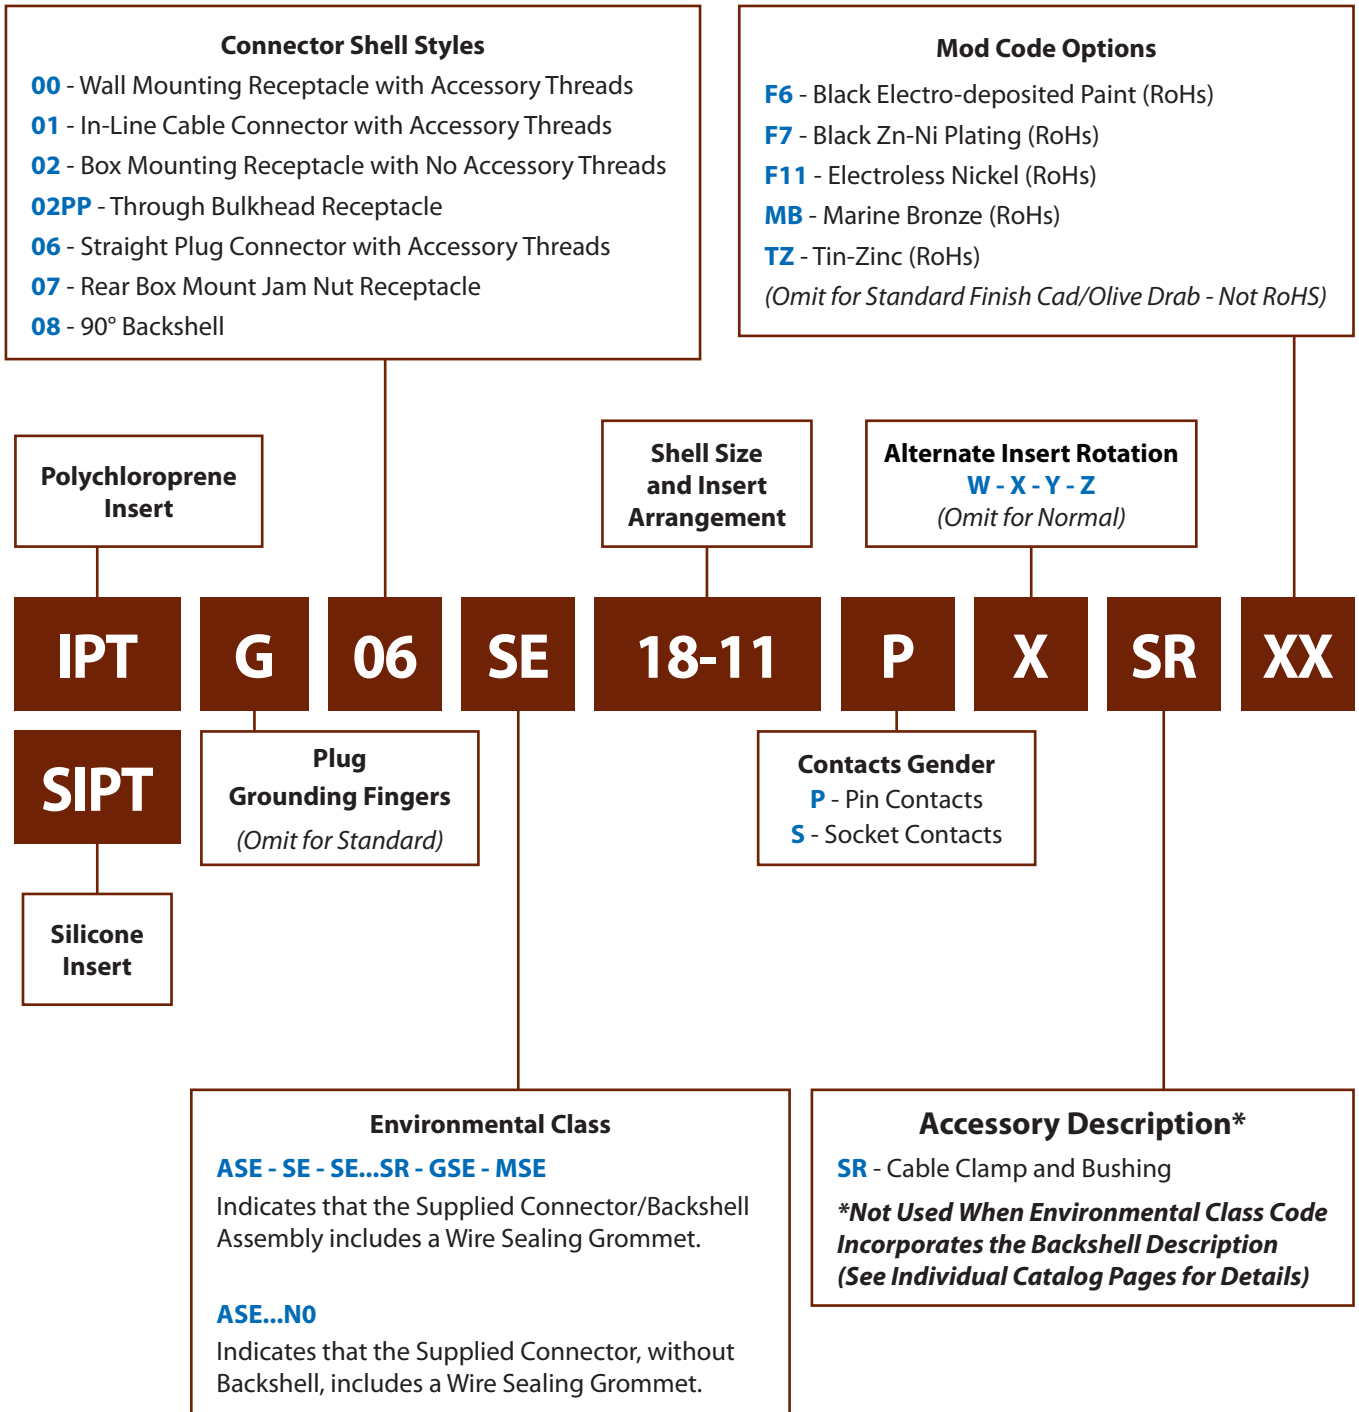 Connector Shell Styles
00 - Wall Mounting Receptacle with Accessory Threads
01 - In-Line Cable Connector with Accessory Threads
02 - Box Mounting Receptacle with No Accessory Threads
02PP - Through Bulkhead Receptacle
06 - Straight Plug Connector with Accessory Threads
07 - Rear Box Mount Jam Nut Receptacle
08 - 90° Backshell
Mod Code Options
F6 - Black Electro-deposited Paint (RoHs)
F7 - Black Zn-Ni Plating (RoHs)
F11 - Electroless Nickel (RoHs)
MB - Marine Bronze (RoHs)
TZ - Tin-Zinc (RoHs)
(Omit for Standard Finish Cad/Olive Drab - Not RoHS)
Polychloroprene
Insert
Shell Size
and Insert
Arrangement
Alternate Insert Rotation
W - X - Y - Z
(Omit for Normal)
IPT G 06 SE 18-11 P X SR XX
SIPT
Plug
Grounding Fingers
(Omit for Standard)
Contacts Gender
P - Pin Contacts
S - Socket Contacts
Silicone
Insert
Environmental Class
ASE - SE - SE...SR - GSE - MSE
Indicates that the Supplied Connector/Backshell
Assembly includes a Wire Sealing Grommet.
ASE...N0
Indicates that the Supplied Connector, without
Backshell, includes a Wire Sealing Grommet.
Accessory Description*
SR - Cable Clamp and Bushing
*Not Used When Environmental Class Code
Incorporates the Backshell Description
(See Individual Catalog Pages for Details)